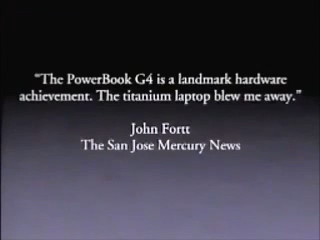 “The PowerBook G4 is a landmark hardware
achievement. The titanium laptop blew me away.”
John Fortt
The San Jose Mercury News